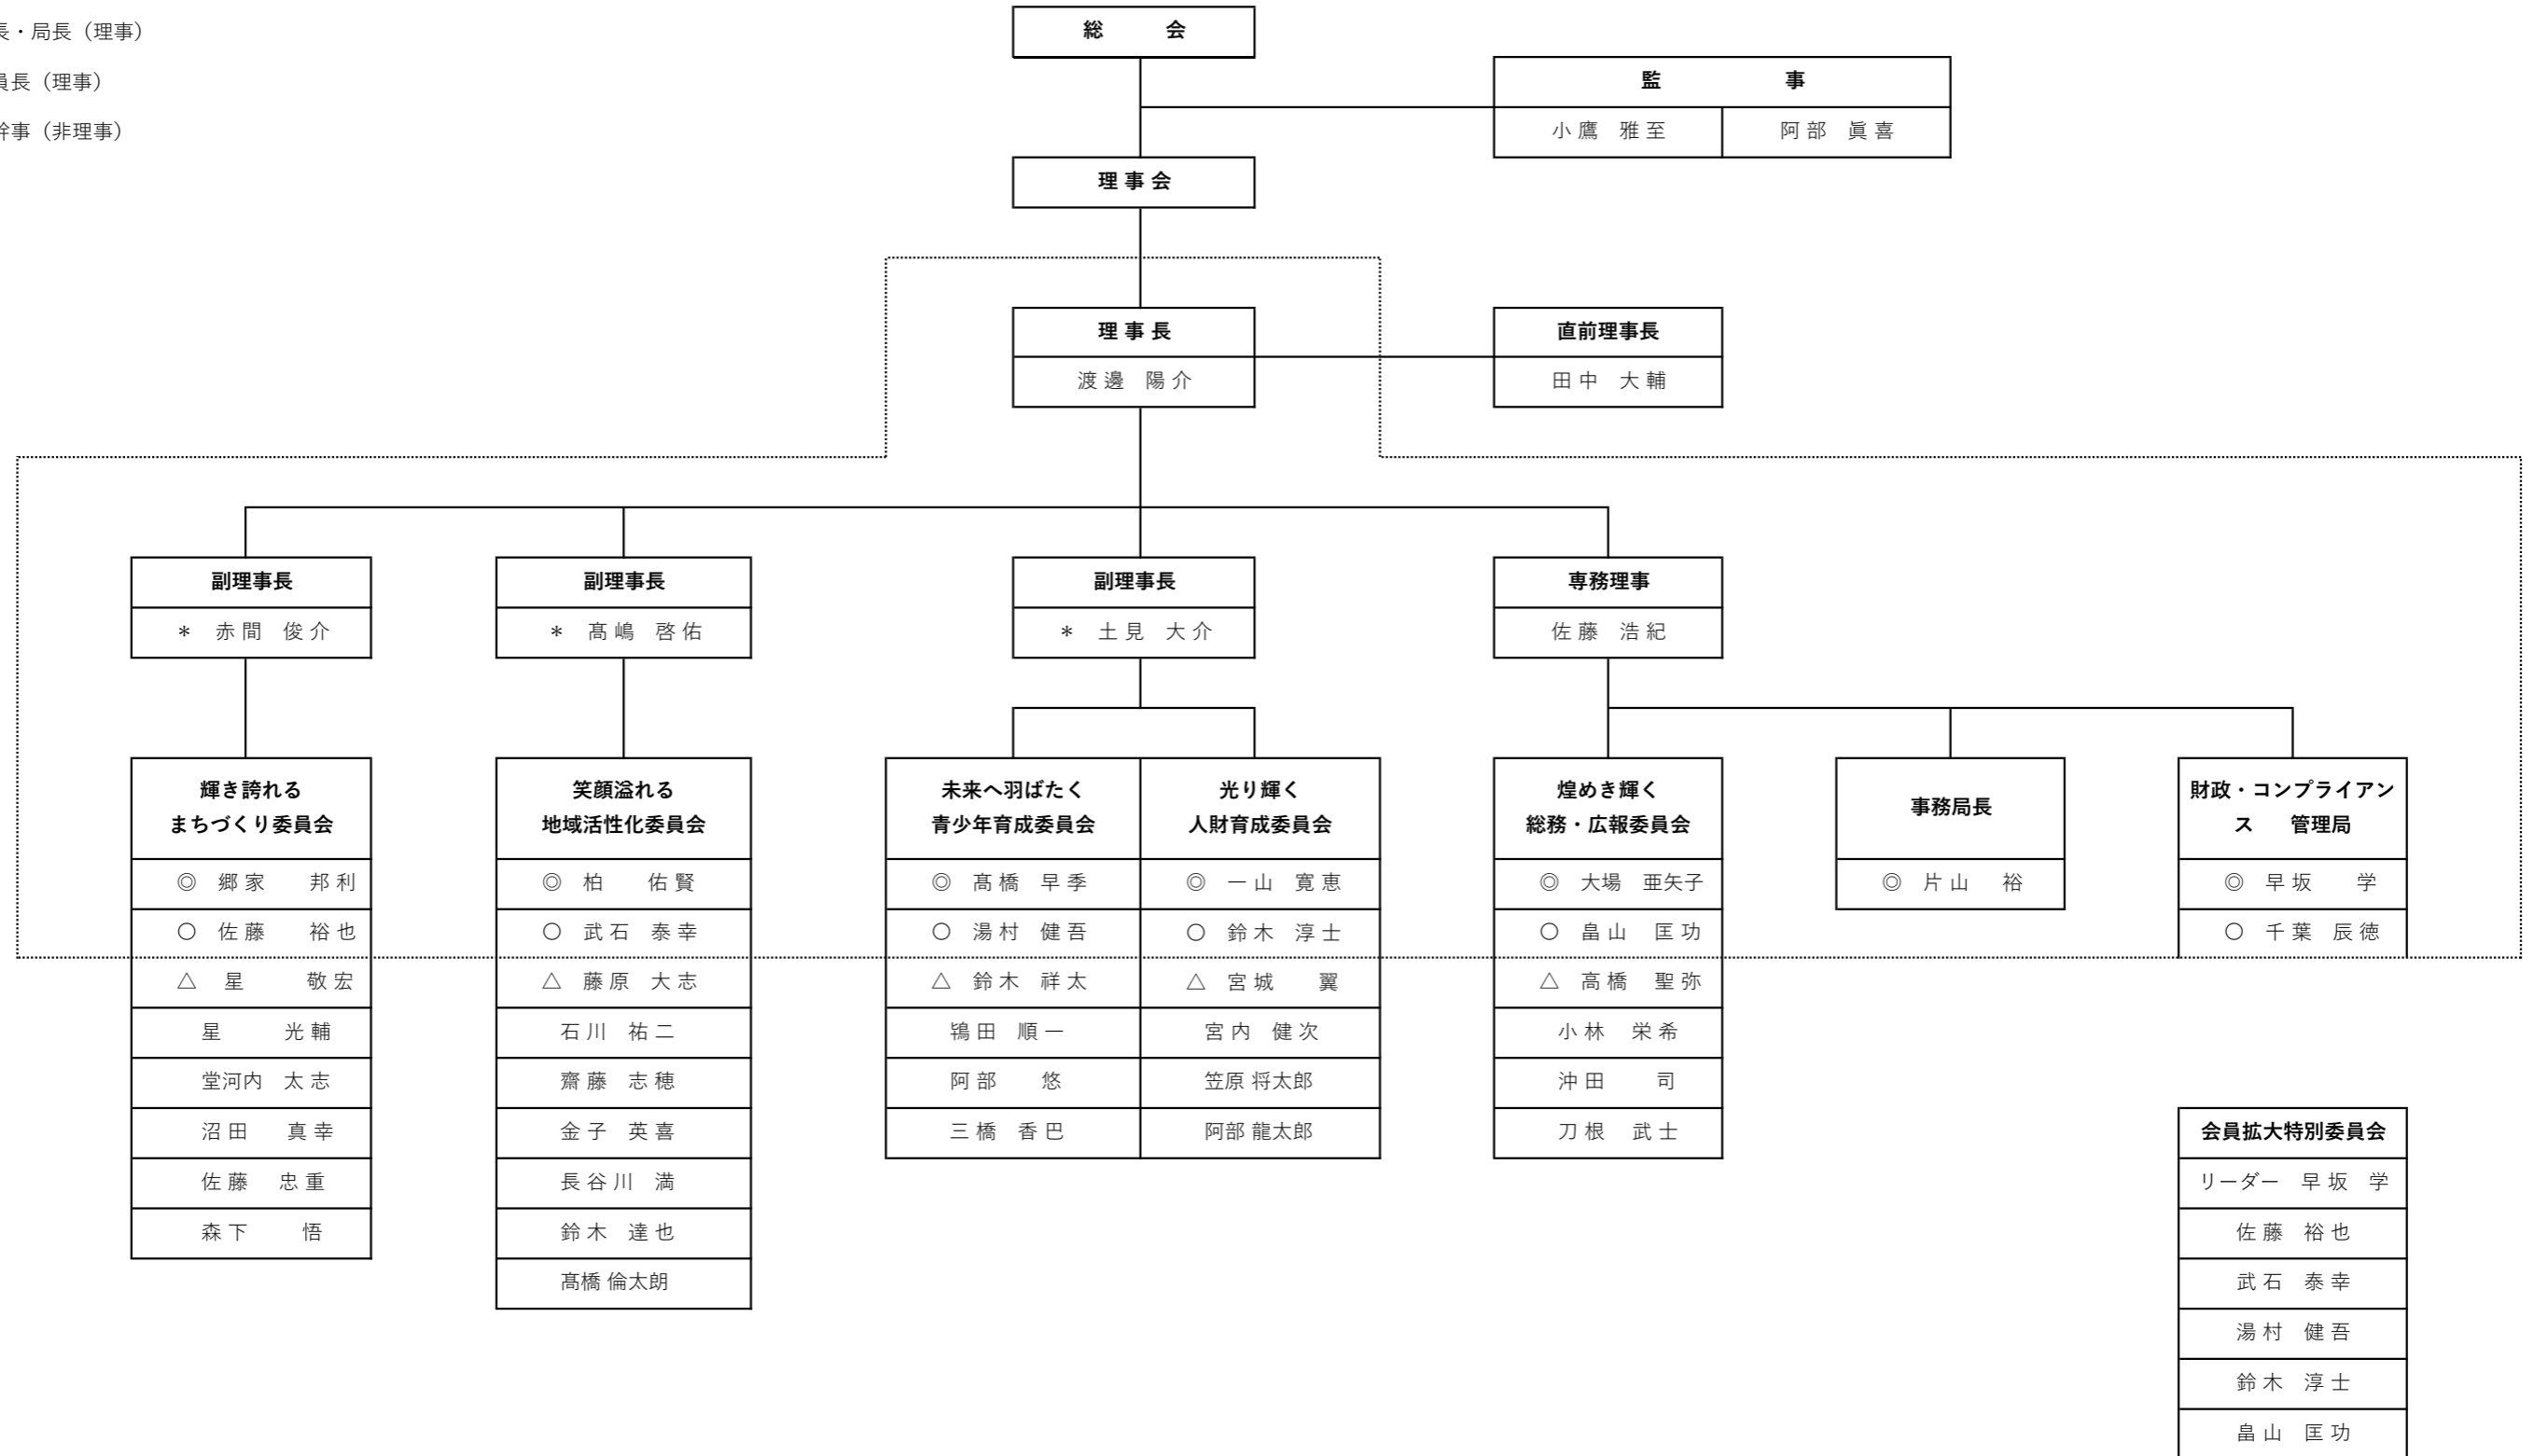 長・局長（理事）
員長（理事）
幹事（非理事）
総　会
監　事
小鷹　雅至
阿部　眞喜
理事会
理事長
渡邊　陽介
直前理事長
田中　大輔
副理事長
＊　赤間　俊介
副理事長
＊　髙嶋　啓佑
副理事長
＊　土見　大介
専務理事
佐藤　浩紀
輝き誇れる
まちづくり委員会
◎　郷家　邦利
○　佐藤　裕也
△　星　敬宏
星　光輔
堂河内　太志
沼田　真幸
佐藤　忠重
森下　悟
笑顔溢れる
地域活性化委員会
◎　柏　佑賢
○　武石　泰幸
△　藤原　大志
石川　祐二
齋藤　志穂
金子　英喜
長谷川　満
鈴木　達也
髙橋 倫太朗
未来へ羽ばたく
青少年育成委員会
◎　髙橋　早季
○　湯村　健吾
△　鈴木　祥太
鴇田　順一
阿部　悠
三橋　香巴
光り輝く
人財育成委員会
◎　一山　寛恵
○　鈴木　淳士
△　宮城　翼
宮内　健次
笠原 将太郎
阿部 龍太郎
煌めき輝く
総務・広報委員会
◎　大場　亜矢子
○　畠山　匡功
△　高橋　聖弥
小林　栄希
沖田　司
刀根　武士
事務局長
◎　片山　裕
財政・コンプライアン
ス　管理局
◎　早坂　学
○　千葉　辰徳
会員拡大特別委員会
リーダー　早坂　学
佐藤　裕也
武石　泰幸
湯村　健吾
鈴木　淳士
畠山　匡功